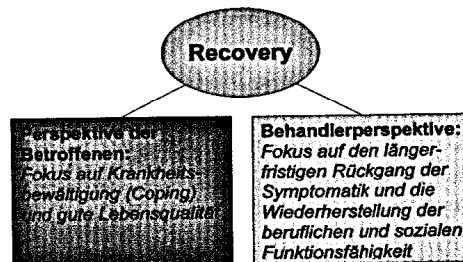 Recovery
Perspektive der
Betroffenen:
Fokus auf Krankheits-
bewältigung (Coping)
und gute Lebensqualität
Behandlerperspektive:
Fokus auf den länger-
fristigen Rückgang der
Symptomatik und die
Wiederherstellung der
beruflichen und sozialen
Funktionsfähigkeit